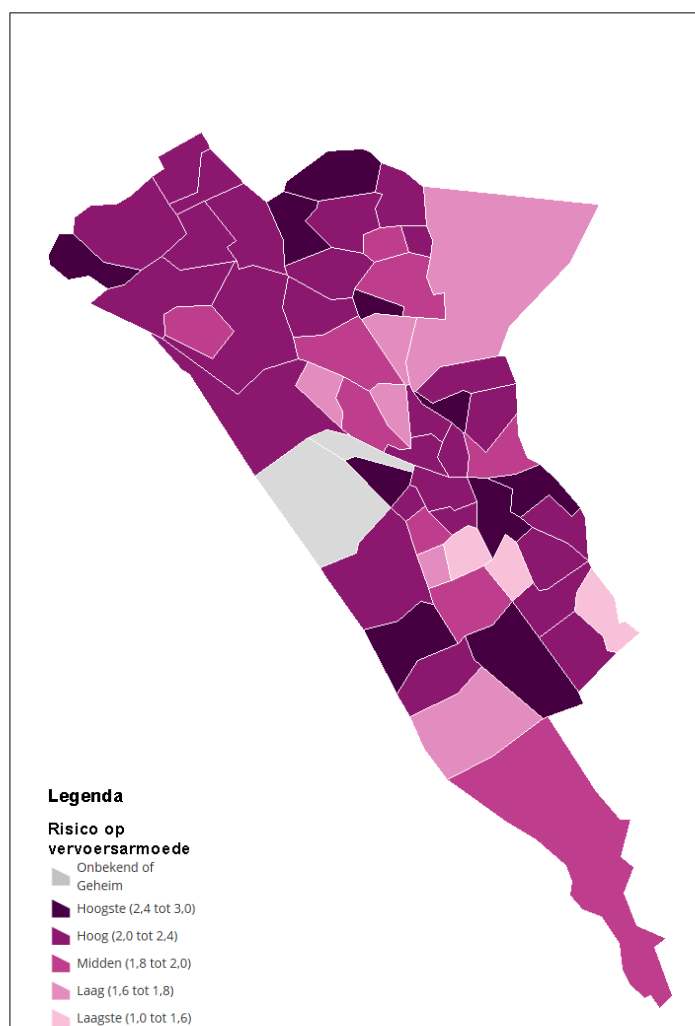 Legenda
Risico op
vervoersarmoede
Onbekend of
Geheim
Hoogste (2,4 tot 3,0)
Hoog (2,0 tot 2,4)
Midden (1,8 tot 2,0)
Laag (1,6 tot 1,8)
Laagste (1,0 tot 1,6)